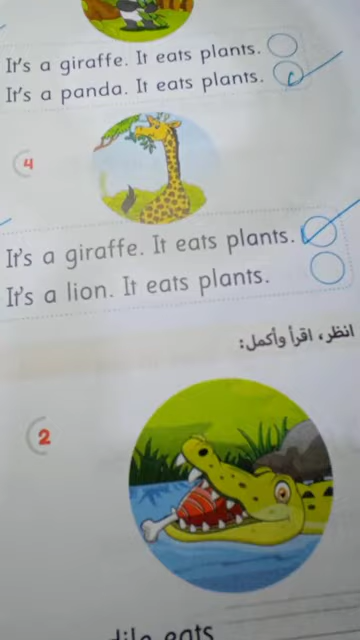 It's a giraffe. It eats plants.
It's a panda. It eats plants.
4
It's a giraffe. It eats plants.
It's a lion. It eats plants.
انظر، اقرأ وأكمل:
2
eats